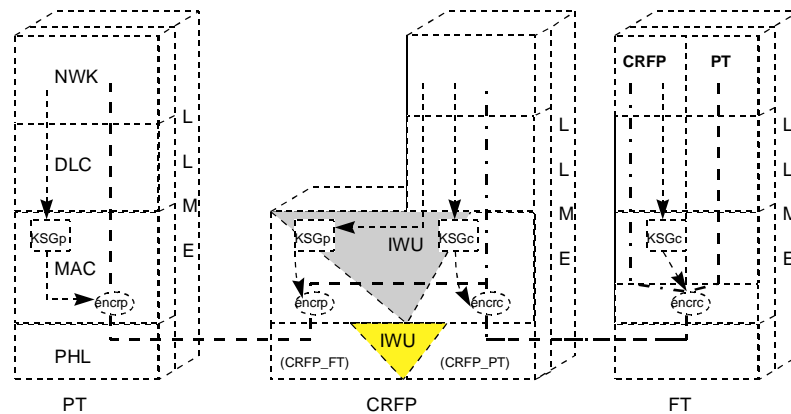 NWK
DLC
KSGp
MAC
encrp
PHL
L
L
M
E
PT
KSGp
IWU
KSGc
encrp
encrc
IWU
(CRFP_FT)
(CRFP_PT)
L
L
M
E
CRFP
CRFP
PT
KSGc
encrc
L
L
M
E
FT